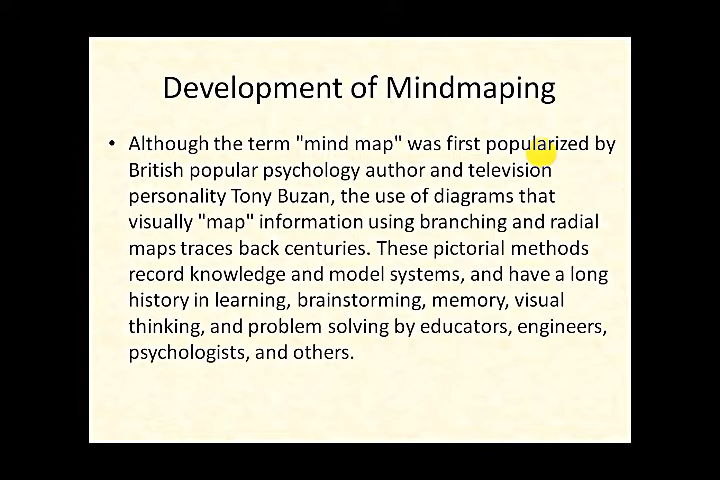 Development of Mindmaping
• Although the term "mind map" was first popularized by
British popular psychology author and television
personality Tony Buzan, the use of diagrams that
visually "map" information using branching and radial
maps traces back centuries. These pictorial methods
record knowledge and model systems, and have a long
history in learning, brainstorming, memory, visual
thinking, and problem solving by educators, engineers,
psychologists, and others.